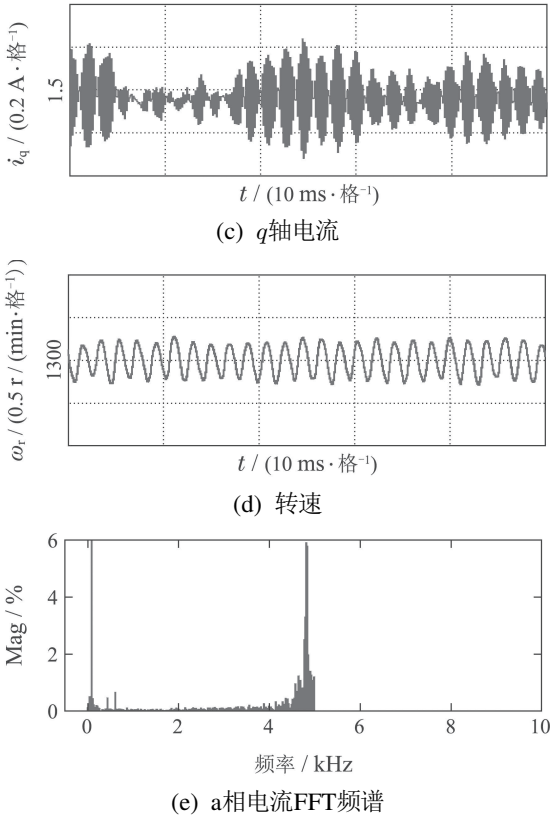 i_q / (0.2 A · 格⁻¹)
1.5
t / (10 ms · 格⁻¹)
(c) q轴电流
ω_r / (0.5 r / (min·格⁻¹))
1300
t / (10 ms · 格⁻¹)
(d) 转速
Mag / %
6
4
2
0
0 2 4 6 8 10
频率 / kHz
(e) a相电流FFT频谱